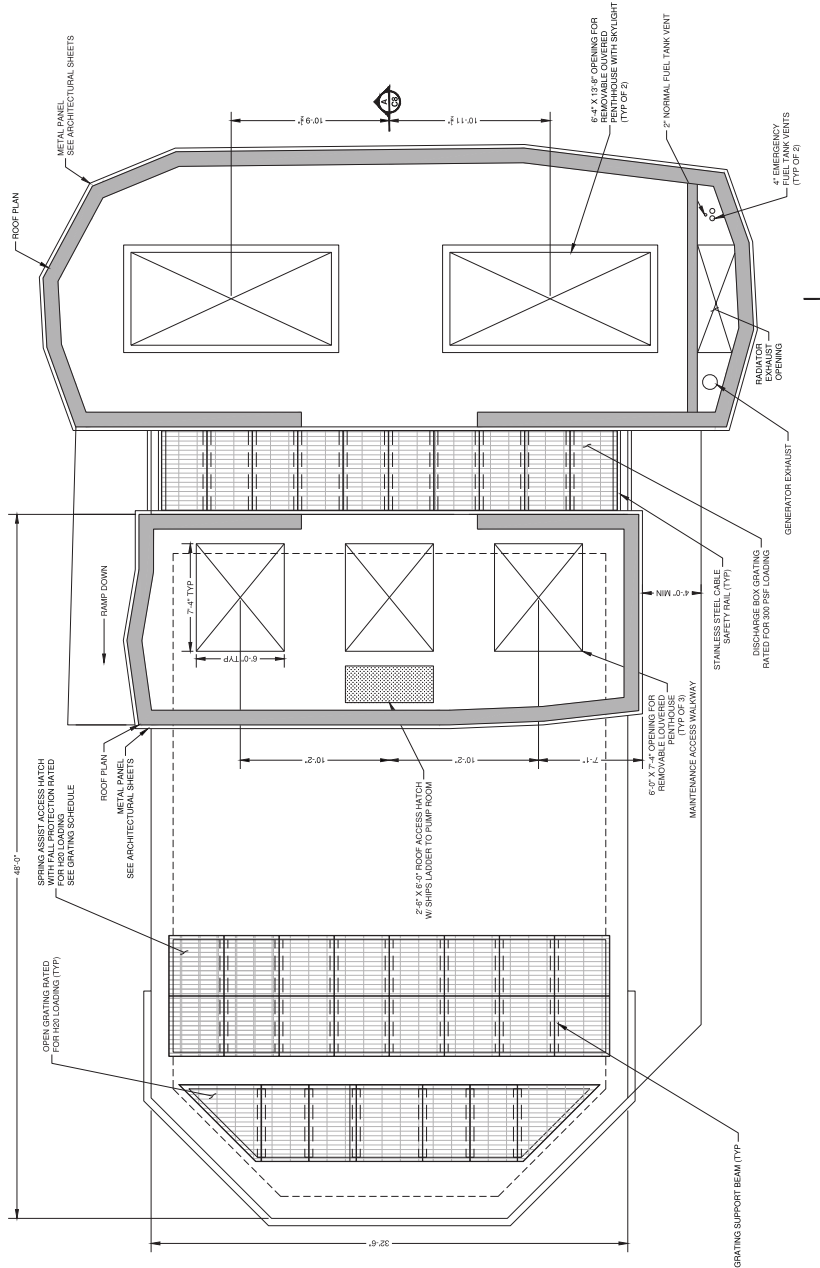 ROOF PLAN
METAL PANEL
SEE ARCHITECTURAL SHEETS
10'-9½"
A
C8
10'-11½"
6'-4" X 13'-8" OPENING FOR
REMOVABLE OUVERED
PENTHHOUSE WITH SKYLIGHT
(TYP OF 2)
2" NORMAL FUEL TANK VENT
4" EMERGENCY
FUEL TANK VENTS
(TYP OF 2)
RADIATOR
EXHAUST
OPENING
GENERATOR EXHAUST
DISCHARGE BOX GRATING
RATED FOR 300 PSF LOADING
STAINLESS STEEL CABLE
SAFETY RAIL (TYP)
4'-0" MIN
RAMP DOWN
7'-4" TYP
6'-0" TYP
ROOF PLAN
METAL PANEL
SEE ARCHITECTURAL SHEETS
10'-2"
10'-2"
7'-1"
6'-0" X 7'-4" OPENING FOR
REMOVABLE LOUVERED
PENTHOUSE
(TYP OF 3)
MAINTENANCE ACCESS WALKWAY
2'-6" X 6'-0" ROOF ACCESS HATCH
W/ SHIPS LADDER TO PUMP ROOM
48'-0"
SPRING ASSIST ACCESS HATCH
WITH FALL PROTECTION RATED
FOR H20 LOADING
SEE GRATING SCHEDULE
OPEN GRATING RATED
FOR H20 LOADING (TYP)
GRATING SUPPORT BEAM (TYP
32'-6"